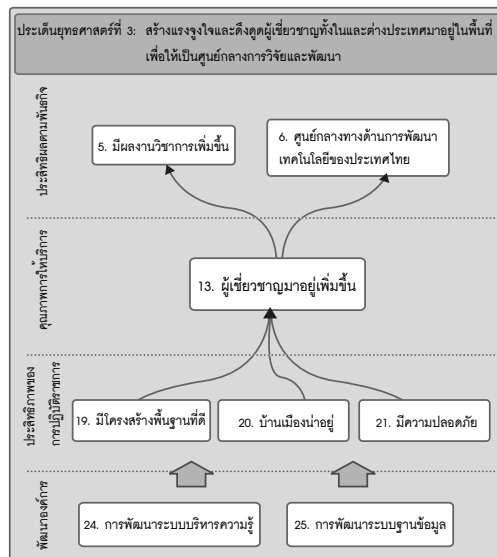 ประเด็นยุทธศาสตร์ที่ 3: สร้างแรงจูงใจและดึงดูดผู้เชี่ยวชาญทั้งในและต่างประเทศมาอยู่ในพื้นที่
เพื่อให้เป็นศูนย์กลางการวิจัยและพัฒนา
ประสิทธิผลตามพันธกิจ
5. มีผลงานวิชาการเพิ่มขึ้น
6. ศูนย์กลางทางด้านการพัฒนา
เทคโนโลยีของประเทศไทย
คุณภาพการให้บริการ
13. ผู้เชี่ยวชาญมาอยู่เพิ่มขึ้น
ประสิทธิภาพของ
การปฏิบัติราชการ
19. มีโครงสร้างพื้นฐานที่ดี
20. บ้านเมืองน่าอยู่
21. มีความปลอดภัย
พัฒนาองค์การ
24. การพัฒนาระบบบริหารความรู้
25. การพัฒนาระบบฐานข้อมูล